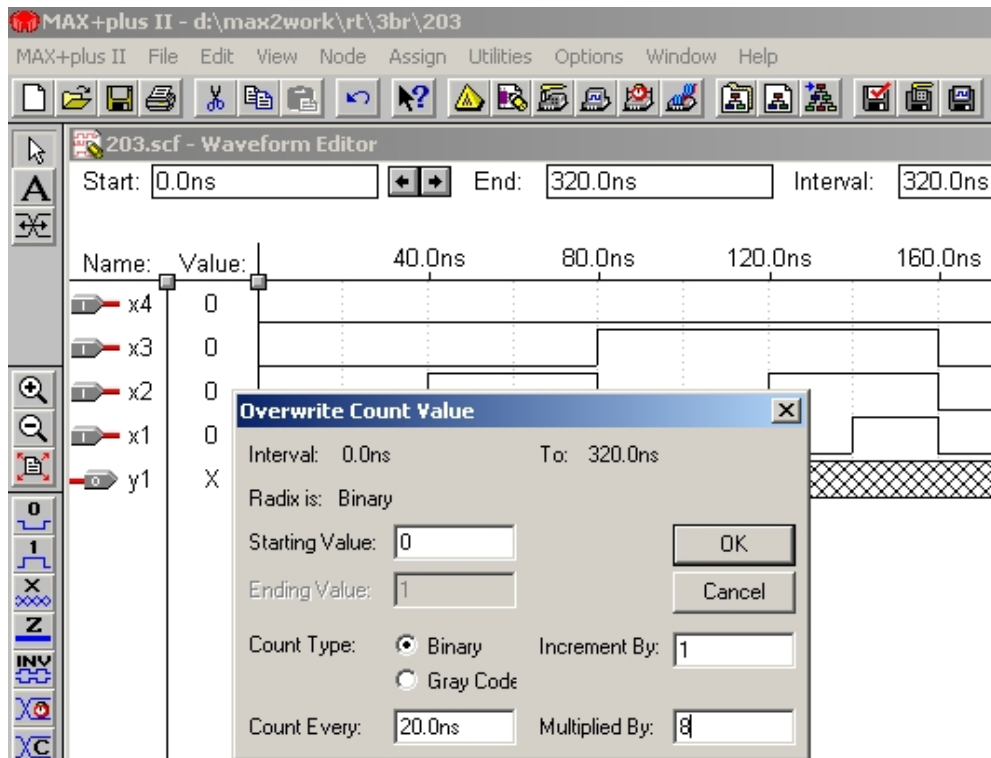 MAX+plus II - d:\max2work\rt\3br\203
MAX+plus II File Edit View Node Assign Utilities Options Window Help
203.scf - Waveform Editor
Start: 0.0ns End: 320.0ns Interval: 320.0ns
Name: Value: 40.0ns 80.0ns 120.0ns 160.0ns
x4 0
x3 0
x2 0
x1 0
y1 X
A
0
1
X
Z
INV
XC
Overwrite Count Value
Interval: 0.0ns To: 320.0ns
Radix is: Binary
Starting Value: 0 OK
Ending Value: 1 Cancel
Count Type: Binary Increment By: 1
Gray Code
Count Every: 20.0ns Multiplied By: 8